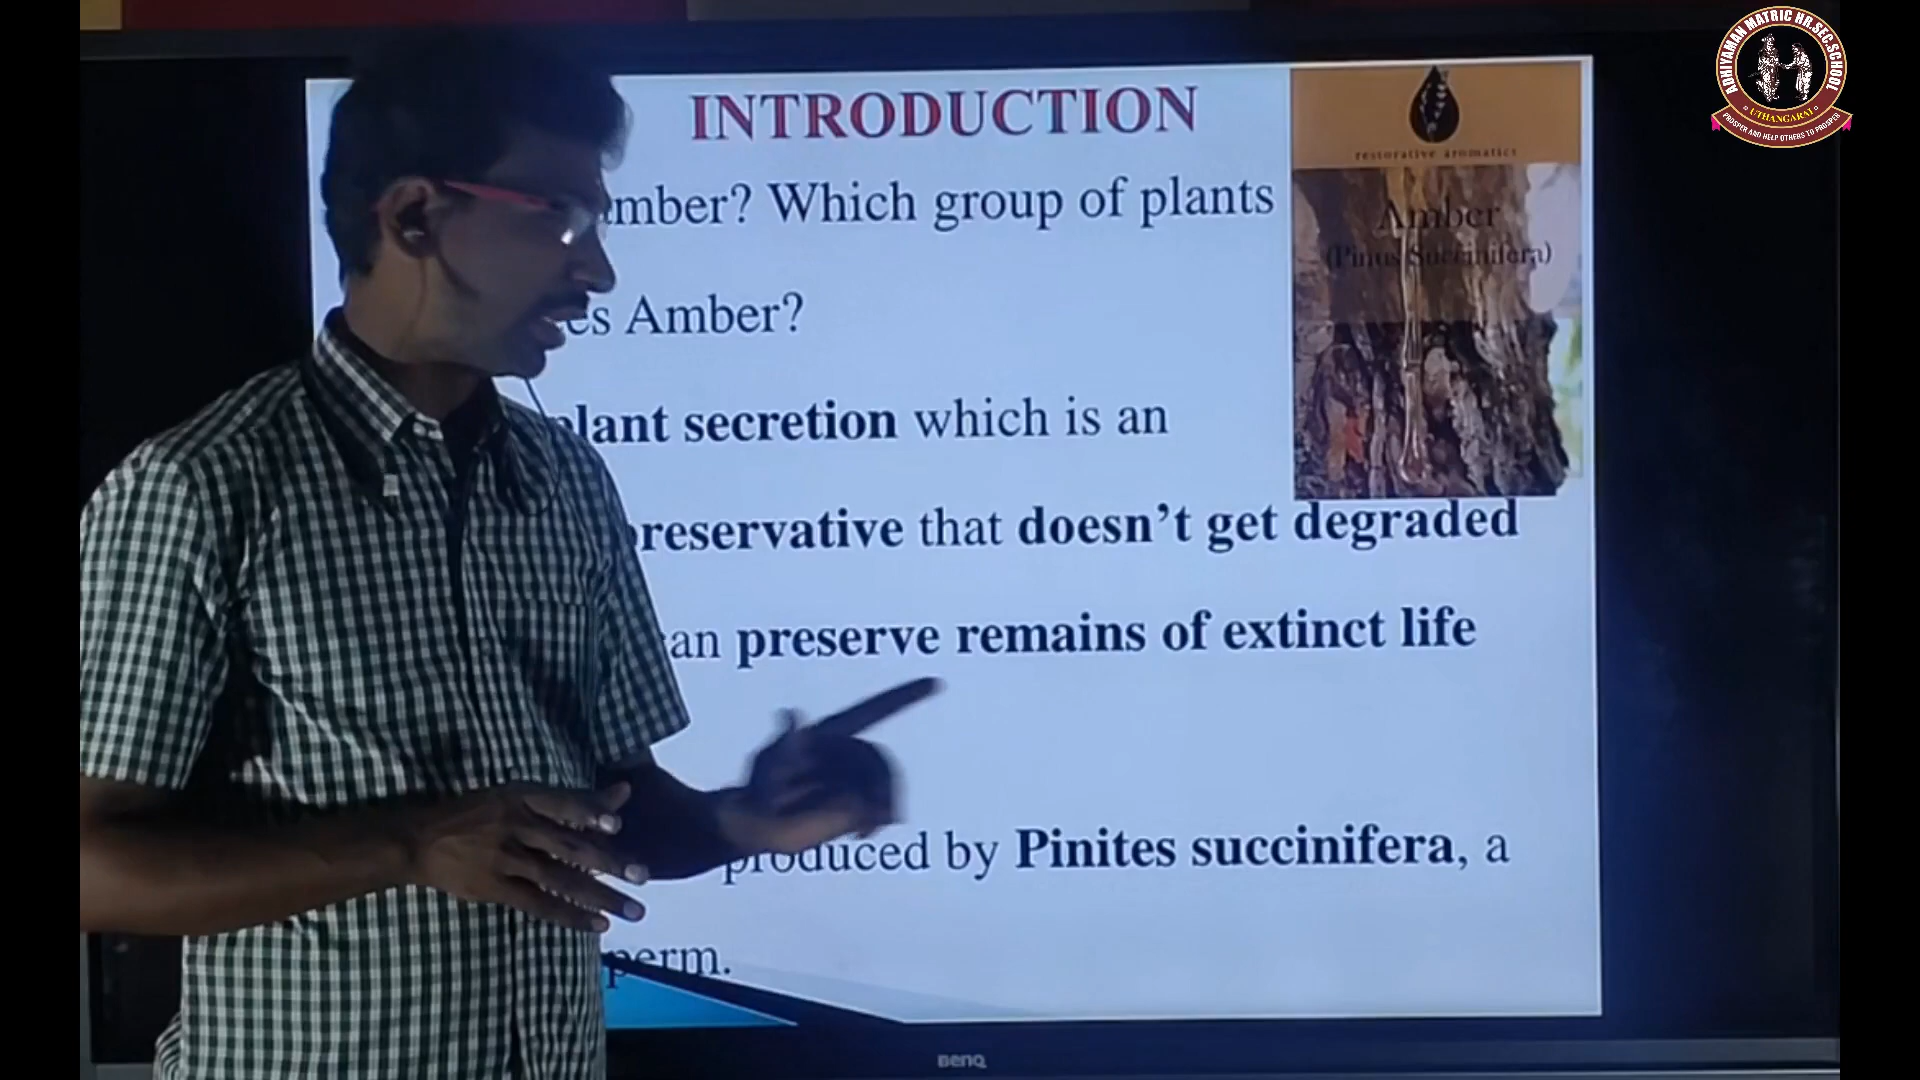 INTRODUCTION
mber? Which group of plants
es Amber?
plant secretion which is an
preservative that doesn't get degraded
an preserve remains of extinct life
produced by Pinites succinifera, a
perm.
restorative aromatics
Amber
(Pinus Succinifera)
ADHIYAMAN MATRIC HR.SEC.SCHOOL
UTHANGARAI
PROSPER AND HELP OTHERS TO PROSPER
BenQ